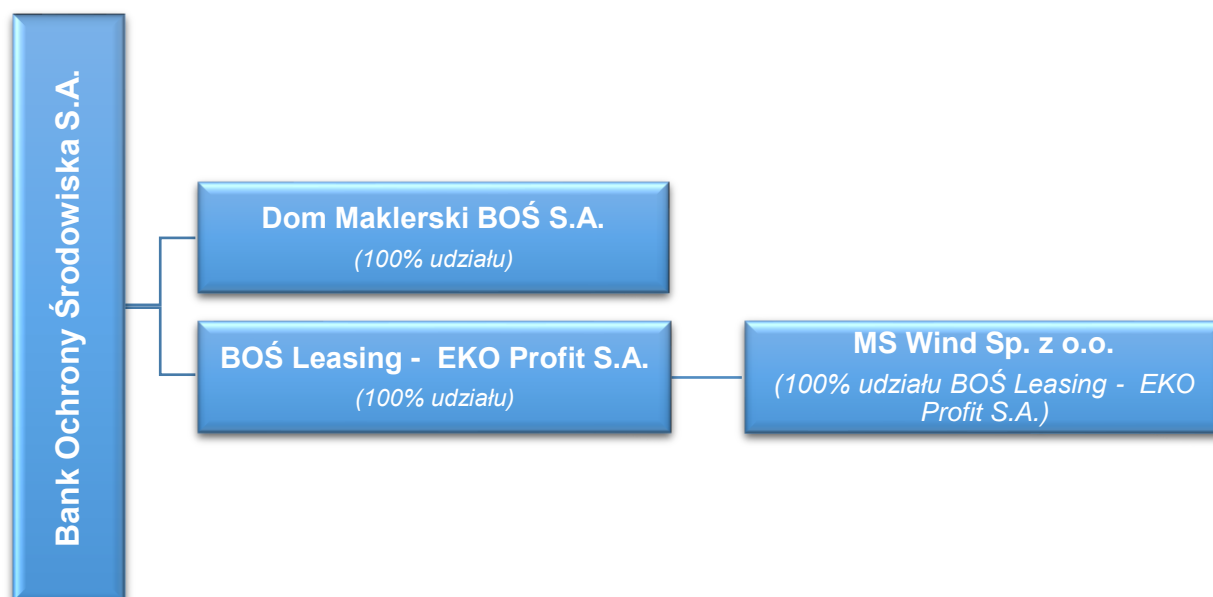 Bank Ochrony Środowiska S.A.
Dom Maklerski BOŚ S.A.
(100% udziału)
BOŚ Leasing - EKO Profit S.A.
(100% udziału)
MS Wind Sp. z o.o.
(100% udziału BOŚ Leasing - EKO
Profit S.A.)